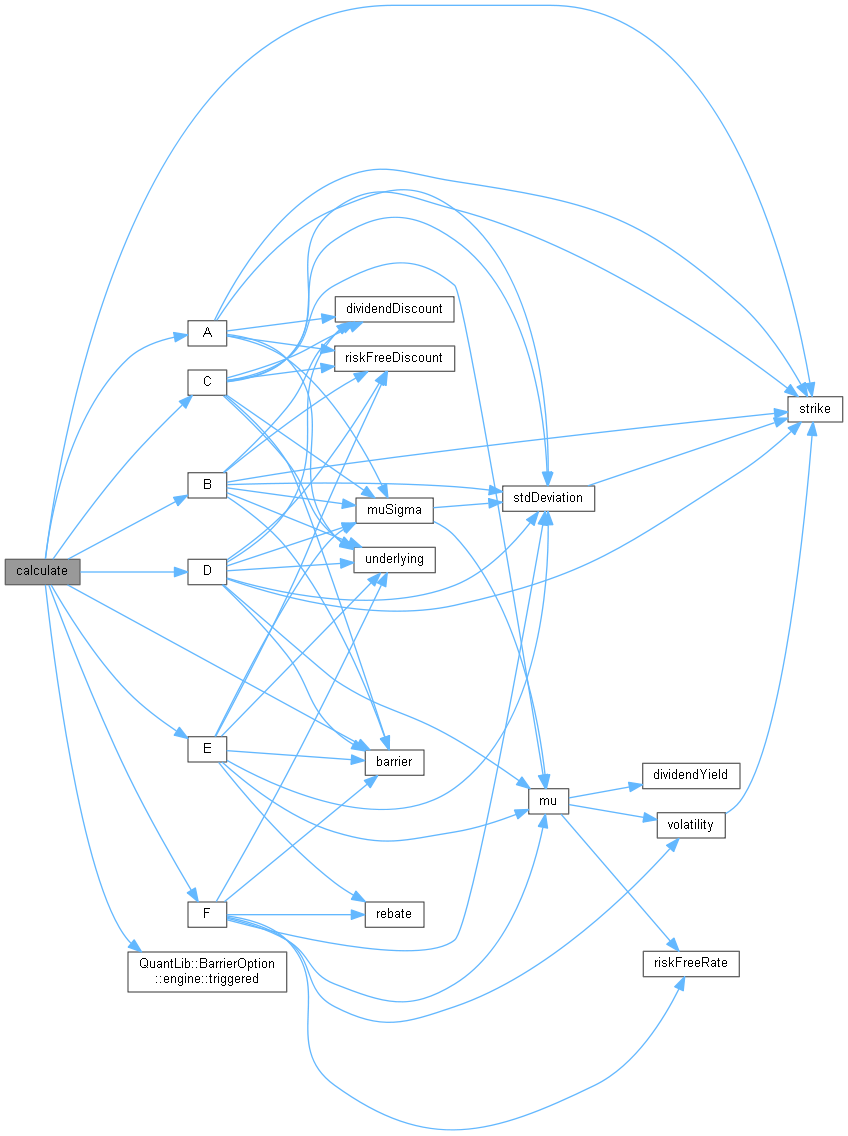 dividendDiscount
A
riskFreeDiscount
C
strike
B
stdDeviation
muSigma
underlying
calculate
D
E
barrier
dividendYield
mu
volatility
F
rebate
riskFreeRate
QuantLib::BarrierOption
::engine::triggered